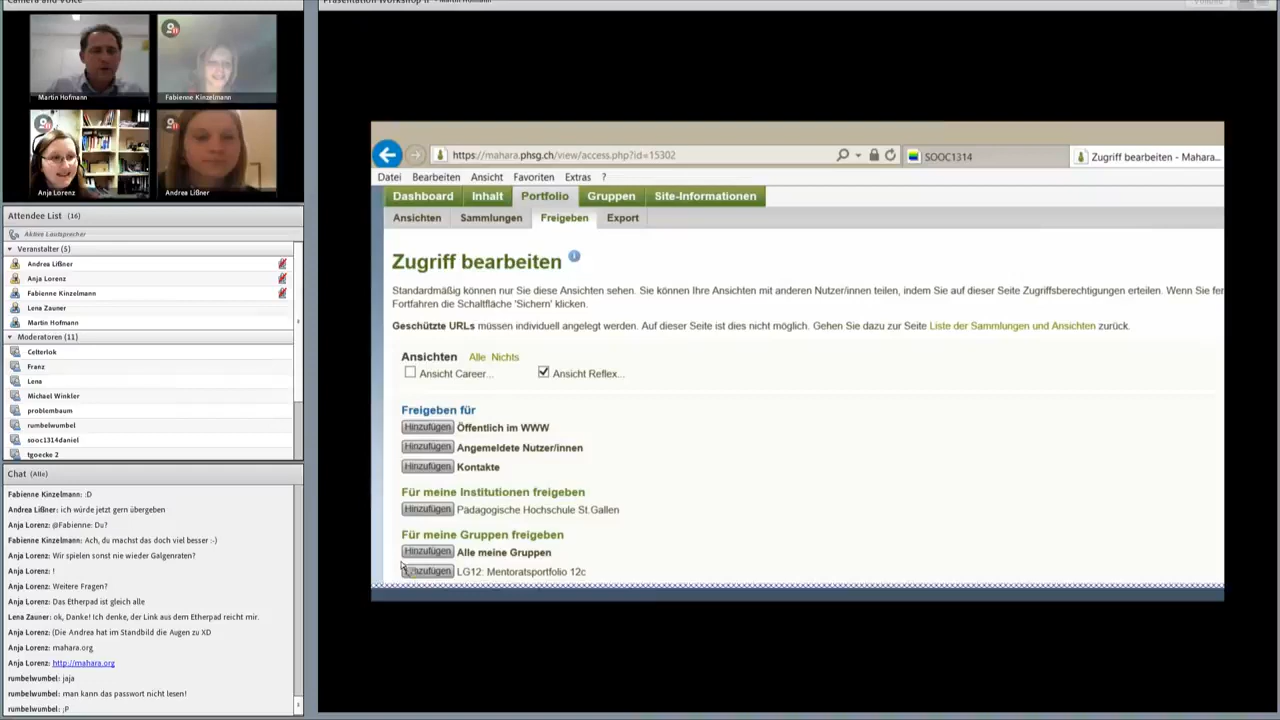 Camera and Voice
Martin Hofmann
Fabienne Kinzelmann
Anja Lorenz
Andrea Lißner
Attendee List (16)
Aktive Lautsprecher
Veranstalter (5)
Andrea Lißner
Anja Lorenz
Fabienne Kinzelmann
Lena Zauner
Martin Hofmann
Moderatoren (11)
Celterlok
Franz
Lena
Michael Winkler
problembaum
rumbelwumbel
sooc1314daniel
tgoecke 2
Chat (Alle)
Fabienne Kinzelmann: :D
Andrea Lißner: ich würde jetzt gern übergeben
Anja Lorenz: @Fabienne: Du?
Fabienne Kinzelmann: Ach, du machst das doch viel besser :-)
Anja Lorenz: Wir spielen sonst nie wieder Galgenraten?
Anja Lorenz: !
Anja Lorenz: Weitere Fragen?
Anja Lorenz: Das Etherpad ist gleich alle
Lena Zauner: ok, Danke! Ich denke, der Link aus dem Etherpad reicht mir.
Anja Lorenz: (Die Andrea hat im Standbild die Augen zu XD
Anja Lorenz: mahara.org
Anja Lorenz: http://mahara.org
rumbelwumbel: jaja
rumbelwumbel: man kann das passwort nicht lesen!
rumbelwumbel: ;P
https://mahara.phsg.ch/view/access.php?id=15302
SOOC1314
Zugriff bearbeiten - Mahara...
Datei Bearbeiten Ansicht Favoriten Extras ?
Dashboard Inhalt Portfolio Gruppen Site-Informationen
Ansichten Sammlungen Freigeben Export
Zugriff bearbeiten
Standardmäßig können nur Sie diese Ansichten sehen. Sie können Ihre Ansichten mit anderen Nutzer/innen teilen, indem Sie auf dieser Seite Zugriffsberechtigungen erteilen. Wenn Sie fer
Fortfahren die Schaltfläche 'Sichern' klicken.
Geschützte URLs müssen individuell angelegt werden. Auf dieser Seite ist dies nicht möglich. Gehen Sie dazu zur Seite Liste der Sammlungen und Ansichten zurück.
Ansichten Alle Nichts
Ansicht Career... Ansicht Reflex...
Freigeben für
Hinzufügen Öffentlich im WWW
Hinzufügen Angemeldete Nutzer/innen
Hinzufügen Kontakte
Für meine Institutionen freigeben
Hinzufügen Pädagogische Hochschule St.Gallen
Für meine Gruppen freigeben
Hinzufügen Alle meine Gruppen
Hinzufügen LG12: Mentoratsportfolio 12c